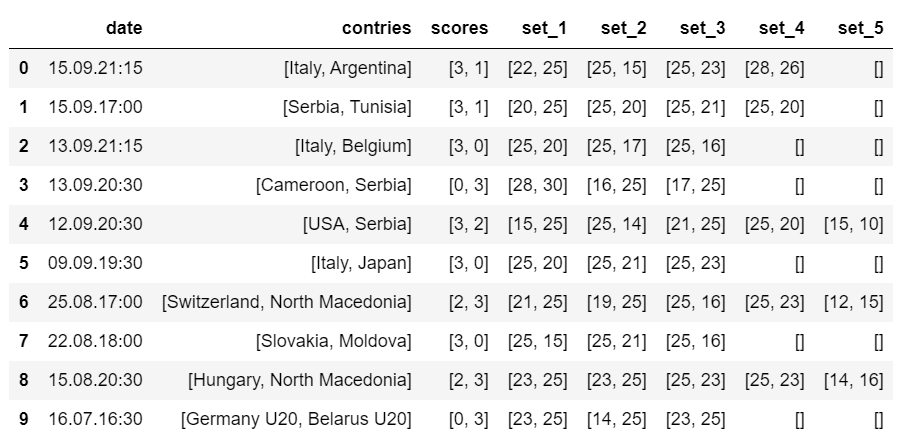 date contries scores set_1 set_2 set_3 set_4 set_5
0 15.09.21:15 [Italy, Argentina] [3, 1] [22, 25] [25, 15] [25, 23] [28, 26] []
1 15.09.17:00 [Serbia, Tunisia] [3, 1] [20, 25] [25, 20] [25, 21] [25, 20] []
2 13.09.21:15 [Italy, Belgium] [3, 0] [25, 20] [25, 17] [25, 16] [] []
3 13.09.20:30 [Cameroon, Serbia] [0, 3] [28, 30] [16, 25] [17, 25] [] []
4 12.09.20:30 [USA, Serbia] [3, 2] [15, 25] [25, 14] [21, 25] [25, 20] [15, 10]
5 09.09.19:30 [Italy, Japan] [3, 0] [25, 20] [25, 21] [25, 23] [] []
6 25.08.17:00 [Switzerland, North Macedonia] [2, 3] [21, 25] [19, 25] [25, 16] [25, 23] [12, 15]
7 22.08.18:00 [Slovakia, Moldova] [3, 0] [25, 15] [25, 21] [25, 16] [] []
8 15.08.20:30 [Hungary, North Macedonia] [2, 3] [23, 25] [23, 25] [25, 23] [25, 23] [14, 16]
9 16.07.16:30 [Germany U20, Belarus U20] [0, 3] [23, 25] [14, 25] [23, 25] [] []